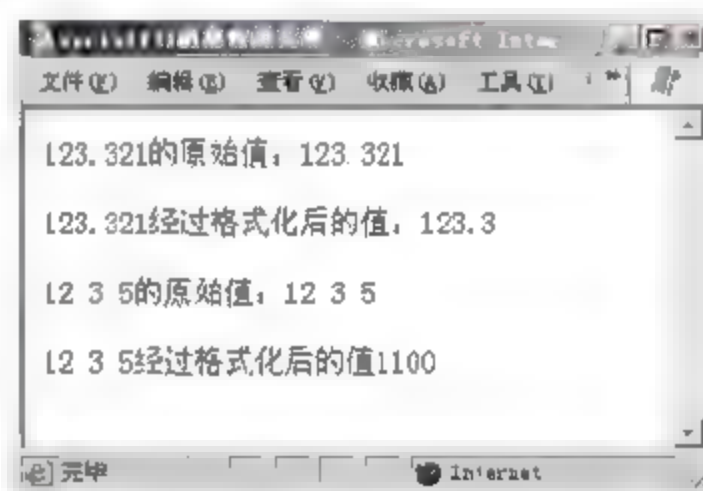 Microsoft Inter
文件(F) 编辑(E) 查看(V) 收藏(A) 工具(T) »
123.321的原始值：123.321
123.321经过格式化后的值：123.3
12 3 5的原始值：12 3 5
12 3 5经过格式化后的值1100
完毕 Internet